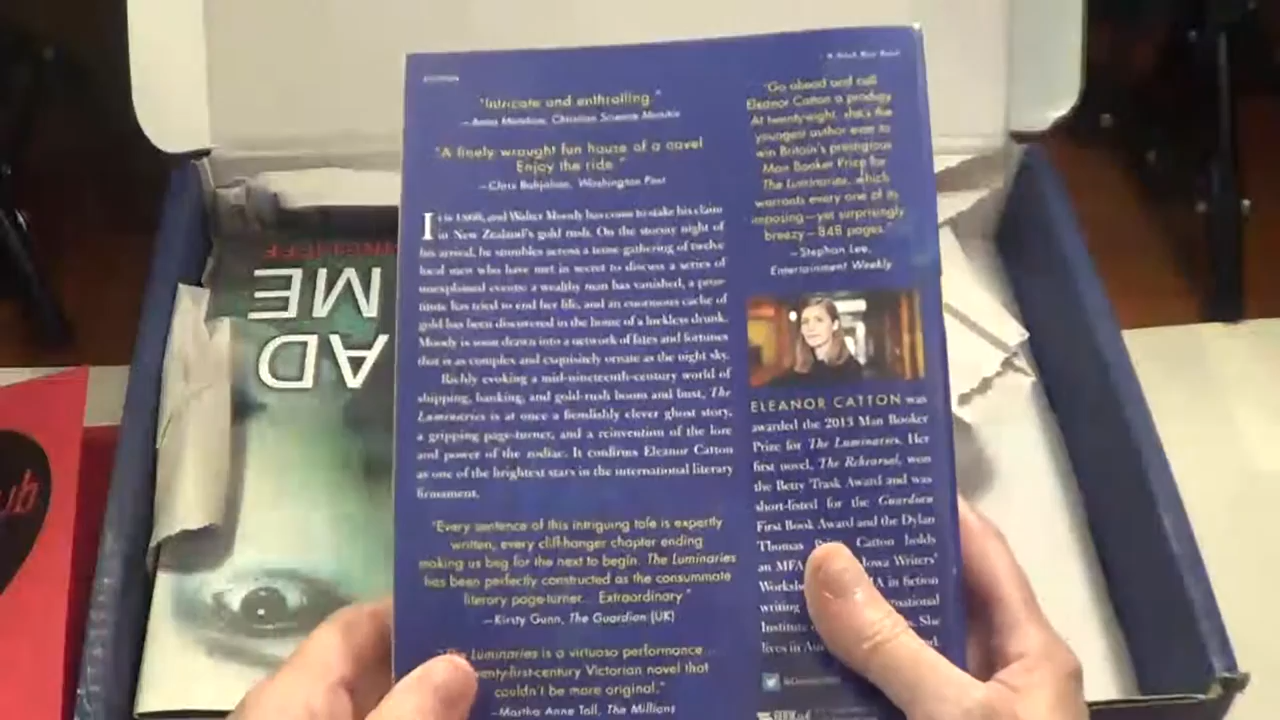 "Intricate and enthralling."
Christian Science Monitor
"A finely wrought fun house of a novel
Enjoy the ride."
—Chris Bohjalian, Washington Post
It is 1866, and Walter Moody has come to stake his claim
in New Zealand's gold rush. On the stormy night of
his arrival, he stumbles across a tense gathering of twelve
local men who have met in secret to discuss a series of
unexplained events: a wealthy man has vanished, a pros-
titute has tried to end her life, and an enormous cache of
gold has been discovered in the home of a luckless drunk.
Moody is soon drawn into a network of fates and fortunes
that is as complex and exquisitely ornate as the night sky.
Richly evoking a mid-nineteenth-century world of
shipping, banking, and gold-rush boom and bust, The
Luminaries is at once a fiendishly clever ghost story,
a gripping page-turner, and a reinvention of the lore
and power of the zodiac. It confirms Eleanor Catton
as one of the brightest stars in the international literary
firmament.
"Every sentence of this intriguing tale is expertly
written, every cliff-hanger chapter ending
making us beg for the next to begin. The Luminaries
has been perfectly constructed as the consummate
literary page-turner... Extraordinary."
—Kirsty Gunn, The Guardian (UK)
The Luminaries is a virtuoso performance...
twenty-first-century Victorian novel that
couldn't be more original."
—Martha Anne Toll, The Millions
"Go ahead and call
Eleanor Catton a prodigy.
At twenty-eight, she's the
youngest author ever to
win Britain's prestigious
Man Booker Prize for
The Luminaries, which
warrants every one of its
imposing—yet surprisingly
breezy—848 pages."
—Stephan Lee,
Entertainment Weekly
ELEANOR CATTON was
awarded the 2013 Man Booker
Prize for The Luminaries. Her
first novel, The Rehearsal, won
the Betty Trask Award and was
short-listed for the Guardian
First Book Award and the Dylan
Thomas Prize. Catton holds
an MFA Iowa Writers'
MA in fiction
writing
Institute She
lives in
AD
ME